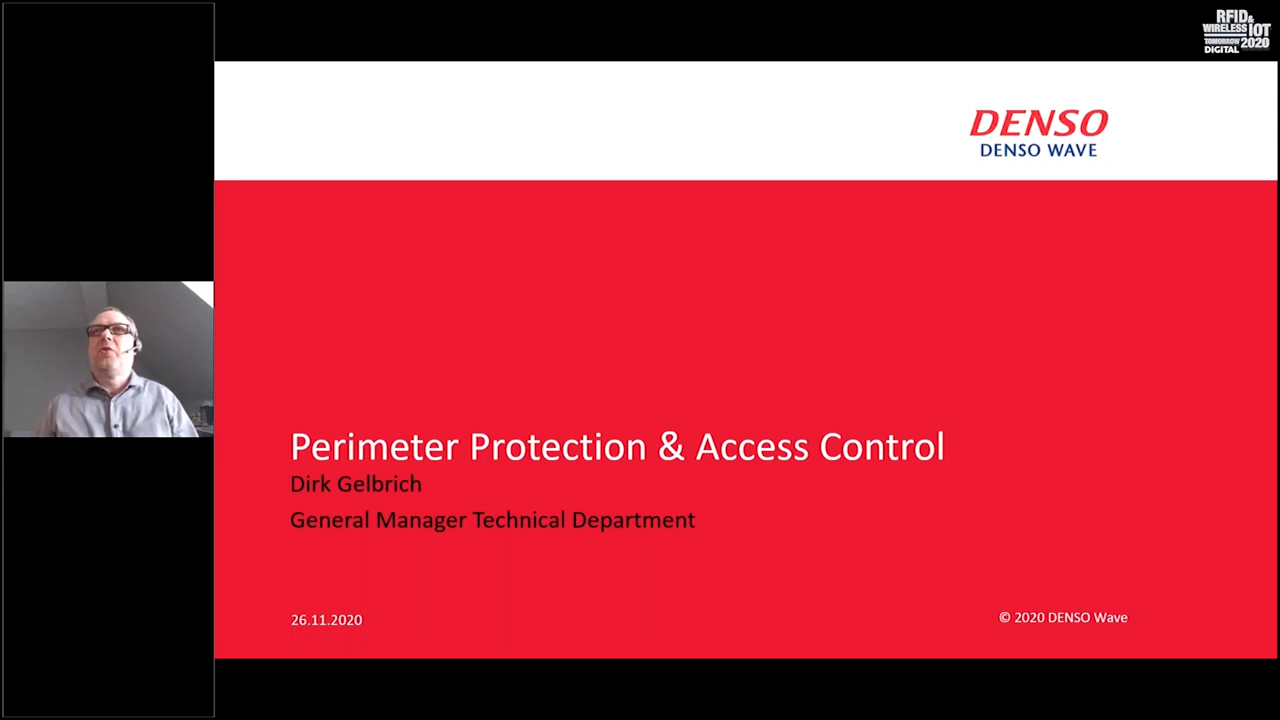 RFID&
WIRELESS IOT
TOMORROW 2020
DIGITAL
DENSO
DENSO WAVE
Perimeter Protection & Access Control
Dirk Gelbrich
General Manager Technical Department
26.11.2020
© 2020 DENSO Wave